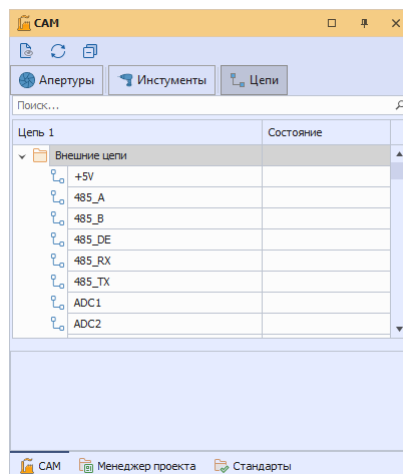 CAM
Апертуры Инстументы Цепи
Поиск...
Цепь 1 Состояние
Внешние цепи
+5V
485_A
485_B
485_DE
485_RX
485_TX
ADC1
ADC2
CAM Менеджер проекта Стандарты